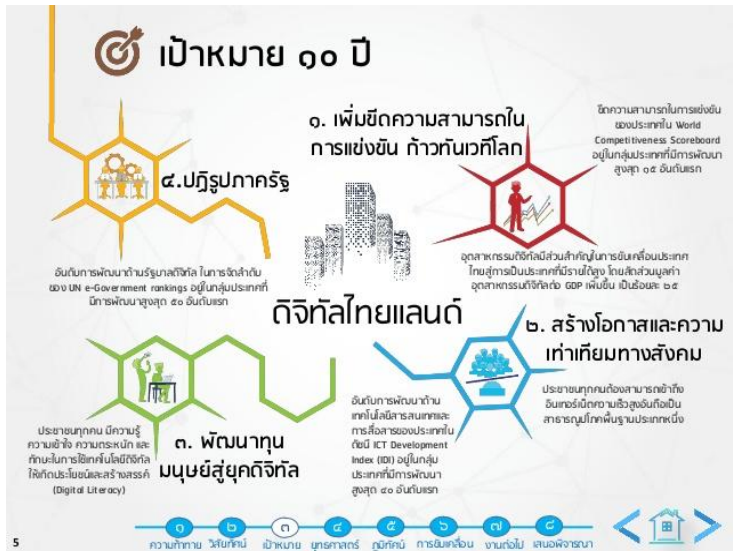 เป้าหมาย ๑๐ ปี
๑. เพิ่มขีดความสามารถใน
การแข่งขัน ก้าวทันเวทีโลก
ขีดความสามารถในการแข่งขัน
ของประเทศใน World
Competitiveness Scoreboard
อยู่ในกลุ่มประเทศที่มีการพัฒนา
สูงสุด ๑๕ อันดับแรก
อุตสาหกรรมดิจิทัลมีส่วนสำคัญในการขับเคลื่อนประเทศ
ไทยสู่การเป็นประเทศที่มีรายได้สูง โดยสัดส่วนมูลค่า
อุตสาหกรรมดิจิทัลต่อ GDP เพิ่มขึ้น เป็นร้อยละ ๒๕
๔.ปฏิรูปภาครัฐ
อันดับการพัฒนาด้านรัฐบาลดิจิทัล ในการจัดลำดับ
ของ UN e-Government rankings อยู่ในกลุ่มประเทศที่
มีการพัฒนาสูงสุด ๕๐ อันดับแรก
ดิจิทัลไทยแลนด์
๒. สร้างโอกาสและความ
เท่าเทียมทางสังคม
ประชาชนทุกคนต้องสามารถเข้าถึง
อินเทอร์เน็ตความเร็วสูงอันถือเป็น
สาธารณูปโภคพื้นฐานประเภทหนึ่ง
อันดับการพัฒนาด้าน
เทคโนโลยีสารสนเทศและ
การสื่อสารของประเทศใน
ดัชนี ICT Development
Index (IDI) อยู่ในกลุ่ม
ประเทศที่มีการพัฒนา
สูงสุด ๔๐ อันดับแรก
๓. พัฒนาทุน
มนุษย์สู่ยุคดิจิทัล
ประชาชนทุกคน มีความรู้
ความเข้าใจ ความตระหนัก และ
ทักษะในการใช้เทคโนโลยีดิจิทัล
ให้เกิดประโยชน์และสร้างสรรค์
(Digital Literacy)
๑ ๒ ๓ ๔ ๕ ๖ ๗ ๘
ความท้าทาย วิสัยทัศน์ เป้าหมาย ยุทธศาสตร์ ภูมิทัศน์ การขับเคลื่อน งานต่อไป เสนอพิจารณา
5